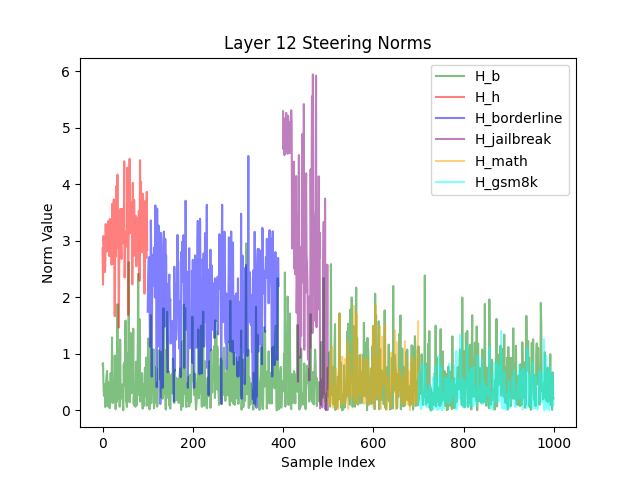 Layer 12 Steering Norms
Norm Value
6
5
4
3
2
1
0
0 200 400 600 800 1000
Sample Index
H_b
H_h
H_borderline
H_jailbreak
H_math
H_gsm8k